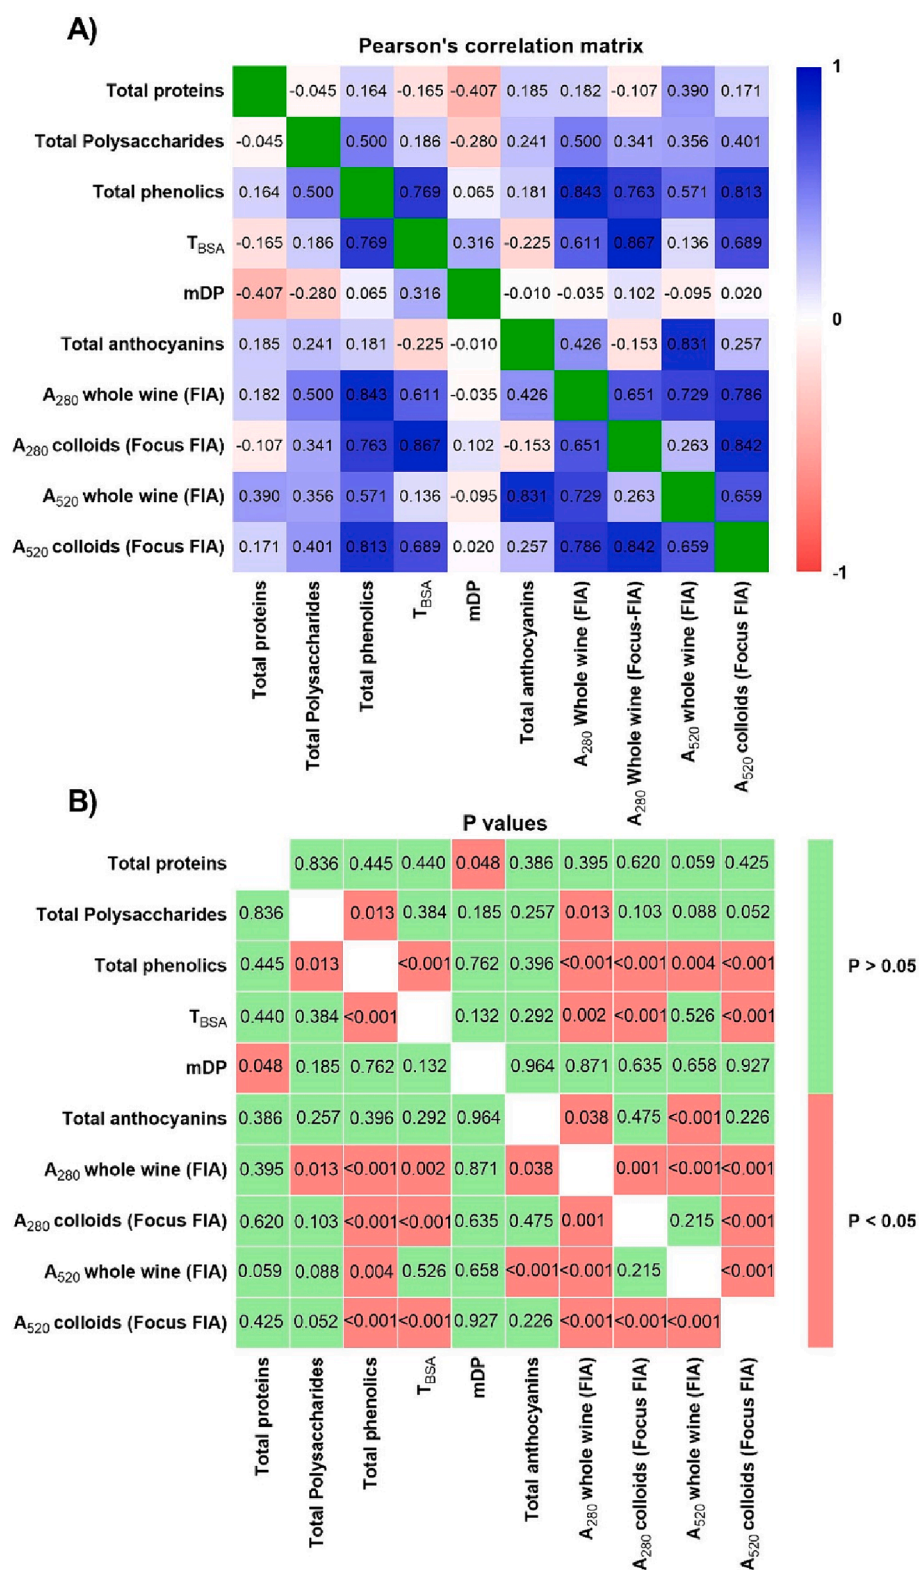 A)
Pearson's correlation matrix
Total proteins -0.045 0.164 -0.165 -0.407 0.185 0.182 -0.107 0.390 0.171
Total Polysaccharides -0.045 0.500 0.186 -0.280 0.241 0.500 0.341 0.356 0.401
Total phenolics 0.164 0.500 0.769 0.065 0.181 0.843 0.763 0.571 0.813
TBSA -0.165 0.186 0.769 0.316 -0.225 0.611 0.867 0.136 0.689
mDP -0.407 -0.280 0.065 0.316 -0.010 -0.035 0.102 -0.095 0.020
Total anthocyanins 0.185 0.241 0.181 -0.225 -0.010 0.426 -0.153 0.831 0.257
A280 whole wine (FIA) 0.182 0.500 0.843 0.611 -0.035 0.426 0.651 0.729 0.786
A280 colloids (Focus FIA) -0.107 0.341 0.763 0.867 0.102 -0.153 0.651 0.263 0.842
A520 whole wine (FIA) 0.390 0.356 0.571 0.136 -0.095 0.831 0.729 0.263 0.659
A520 colloids (Focus FIA) 0.171 0.401 0.813 0.689 0.020 0.257 0.786 0.842 0.659
1
0
-1
Total proteins
Total Polysaccharides
Total phenolics
TBSA
mDP
Total anthocyanins
A280 Whole wine (FIA)
A280 Whole wine (Focus-FIA)
A520 whole wine (FIA)
A520 colloids (Focus FIA)
B)
P values
Total proteins 0.836 0.445 0.440 0.048 0.386 0.395 0.620 0.059 0.425
Total Polysaccharides 0.836 0.013 0.384 0.185 0.257 0.013 0.103 0.088 0.052
Total phenolics 0.445 0.013 <0.001 0.762 0.396 <0.001 <0.001 0.004 <0.001
TBSA 0.440 0.384 <0.001 0.132 0.292 0.002 <0.001 0.526 <0.001
mDP 0.048 0.185 0.762 0.132 0.964 0.871 0.635 0.658 0.927
Total anthocyanins 0.386 0.257 0.396 0.292 0.964 0.038 0.475 <0.001 0.226
A280 whole wine (FIA) 0.395 0.013 <0.001 0.002 0.871 0.038 0.001 <0.001 <0.001
A280 colloids (Focus FIA) 0.620 0.103 <0.001 <0.001 0.635 0.475 0.001 0.215 <0.001
A520 whole wine (FIA) 0.059 0.088 0.004 0.526 0.658 <0.001 <0.001 0.215 <0.001
A520 colloids (Focus FIA) 0.425 0.052 <0.001 <0.001 0.927 0.226 <0.001 <0.001 <0.001
P > 0.05
P < 0.05
Total proteins
Total Polysaccharides
Total phenolics
TBSA
mDP
Total anthocyanins
A280 whole wine (FIA)
A280 colloids (Focus FIA)
A520 whole wine (FIA)
A520 colloids (Focus FIA)